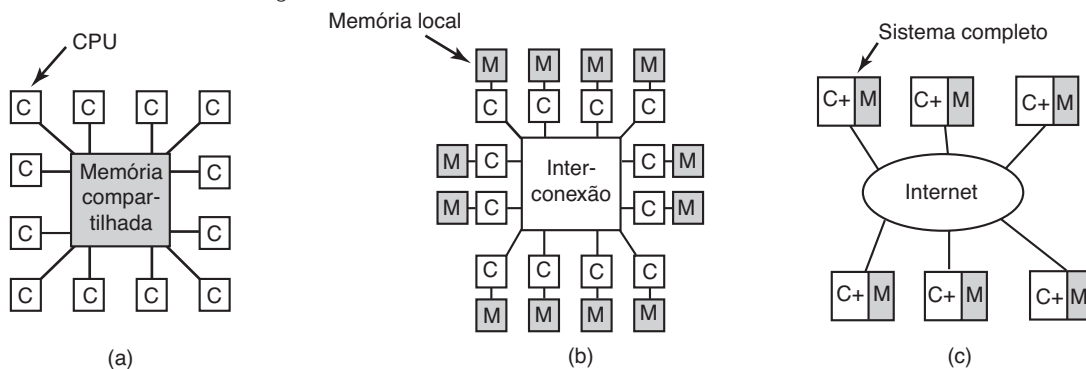 CPU
C C C C
C
C
Memória
compar-
tilhada
C
C
C C C C
(a)
Memória local
M M M M
C C C C
M C
M C
Inter-
conexão
C M
C M
C C C C
M M M M
(b)
Sistema completo
C+ M
C+ M
C+ M
Internet
C+ M
C+ M
C+ M
(c)